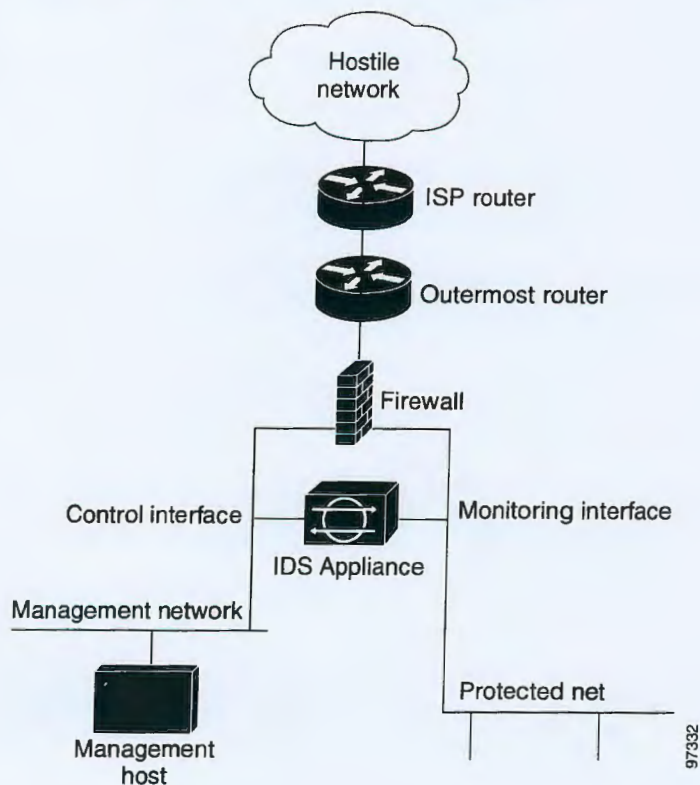 Hostile
network
ISP router
Outermost router
Firewall
Control interface
Monitoring interface
IDS Appliance
Management network
Protected net
Management
host
97332